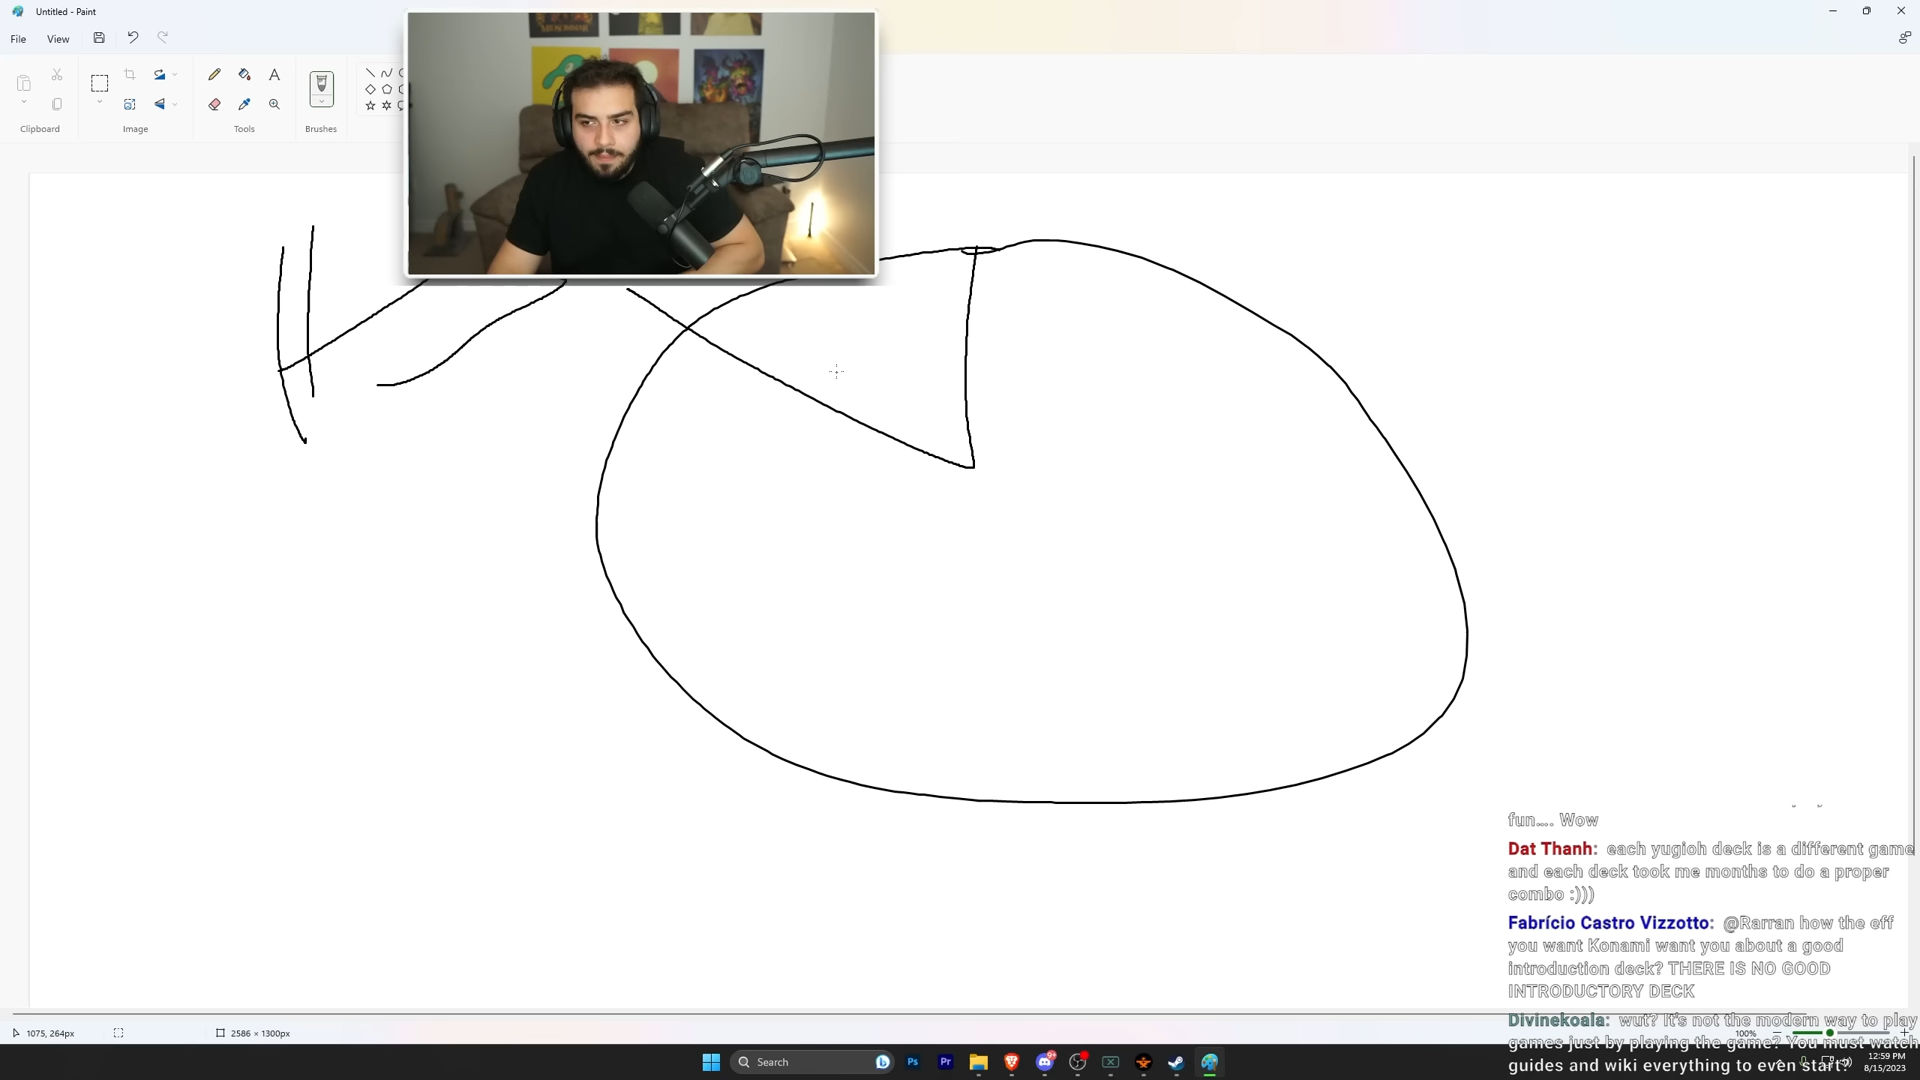 Untitled - Paint
File
View
Clipboard
Image
Tools
Brushes
fun.... Wow
Dat Thanh: each yugioh deck is a different game
and each deck took me months to do a proper
combo :)))
Fabrício Castro Vizzotto: @Rarran how the eff
you want Konami want you about a good
introduction deck? THERE IS NO GOOD
INTRODUCTORY DECK
Divinekoala: wut? It's not the modern way to play
games just by playing the game? You must watch
guides and wiki everything to even start?
1075, 264px
2586 × 1300px
100%
Search
Ps
Pr
12:59 PM
8/15/2023